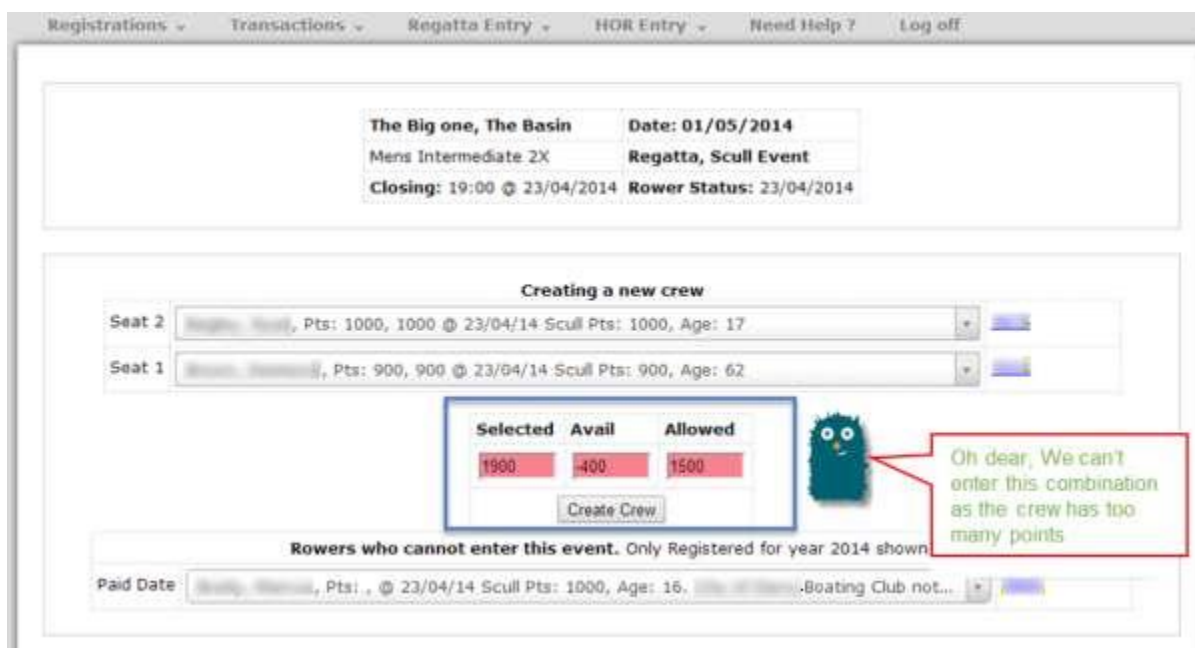 Registrations Transactions Regatta Entry HOR Entry Need Help ? Log off
The Big one, The Basin Date: 01/05/2014
Mens Intermediate 2X Regatta, Scull Event
Closing: 19:00 @ 23/04/2014 Rower Status: 23/04/2014
Creating a new crew
Seat 2 , Pts: 1000, 1000 @ 23/04/14 Scull Pts: 1000, Age: 17
Seat 1 , Pts: 900, 900 @ 23/04/14 Scull Pts: 900, Age: 62
Selected Avail Allowed
1900 -400 1500
Create Crew
Oh dear, We can't
enter this combination
as the crew has too
many points
Rowers who cannot enter this event. Only Registered for year 2014 shown
Paid Date , Pts: , @ 23/04/14 Scull Pts: 1000, Age: 16. .Boating Club not...